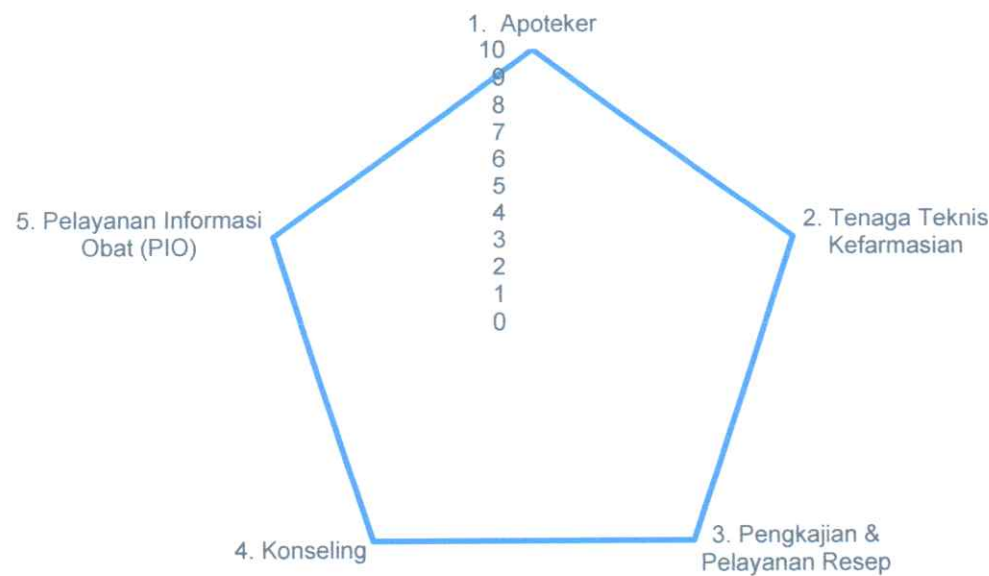 1. Apoteker
10
9
8
7
6
5
4
3
2
1
0
2. Tenaga Teknis
Kefarmasian
3. Pengkajian &
Pelayanan Resep
4. Konseling
5. Pelayanan Informasi
Obat (PIO)